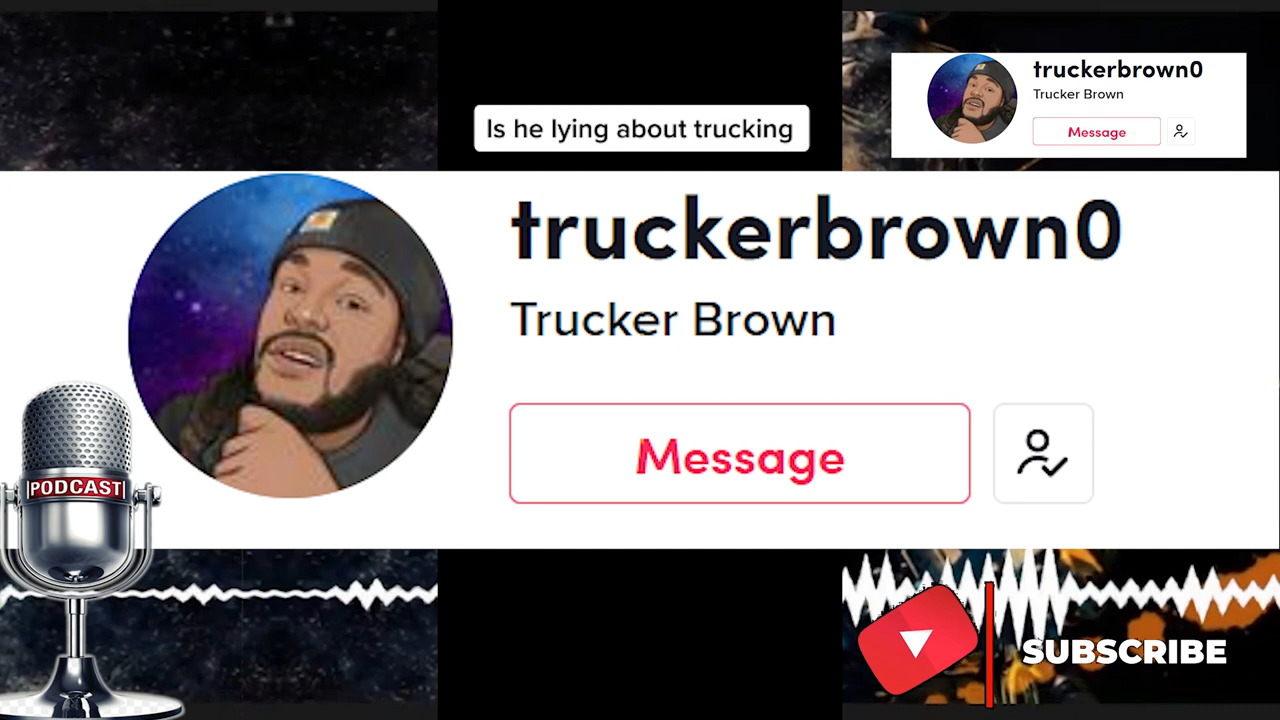 Is he lying about trucking
truckerbrown0
Trucker Brown
Message
truckerbrown0
Trucker Brown
Message
PODCAST
SUBSCRIBE